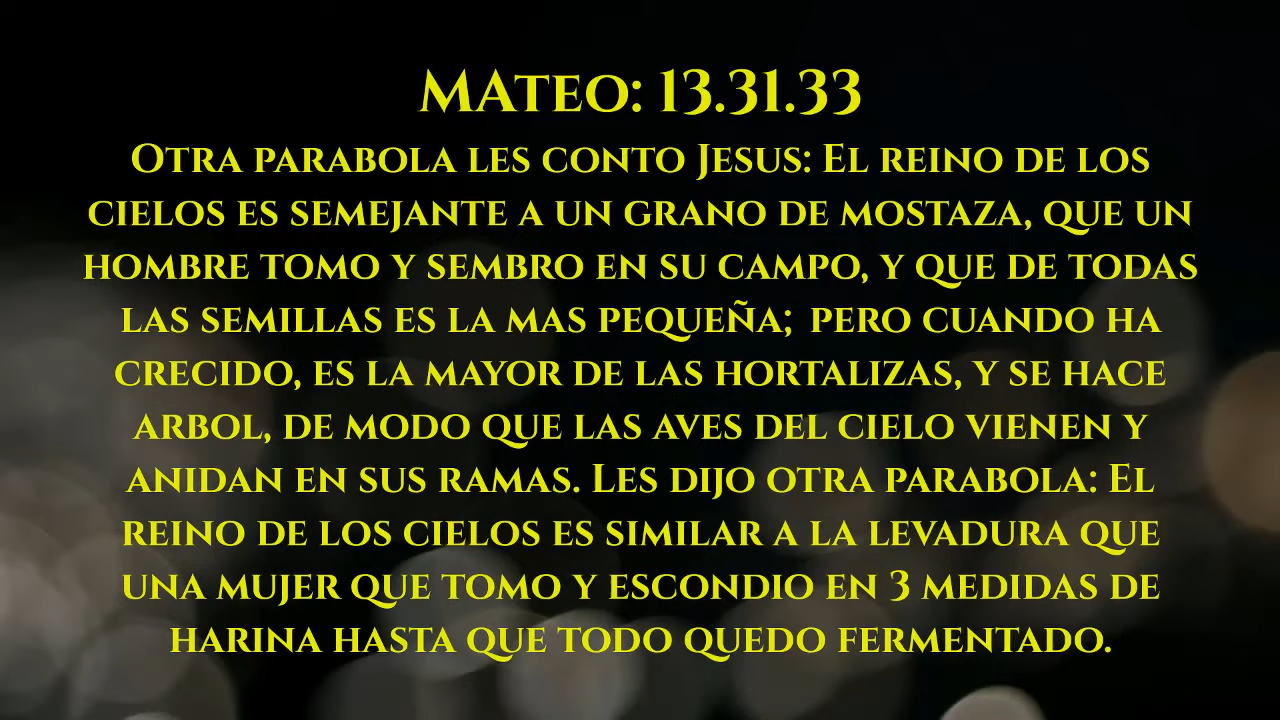 MATEO: 13.31.33
OTRA PARABOLA LES CONTO JESUS: EL REINO DE LOS
CIELOS ES SEMEJANTE A UN GRANO DE MOSTAZA, QUE UN
HOMBRE TOMO Y SEMBRO EN SU CAMPO, Y QUE DE TODAS
LAS SEMILLAS ES LA MAS PEQUEÑA; PERO CUANDO HA
CRECIDO, ES LA MAYOR DE LAS HORTALIZAS, Y SE HACE
ARBOL, DE MODO QUE LAS AVES DEL CIELO VIENEN Y
ANIDAN EN SUS RAMAS. LES DIJO OTRA PARABOLA: EL
REINO DE LOS CIELOS ES SIMILAR A LA LEVADURA QUE
UNA MUJER QUE TOMO Y ESCONDIO EN 3 MEDIDAS DE
HARINA HASTA QUE TODO QUEDO FERMENTADO.